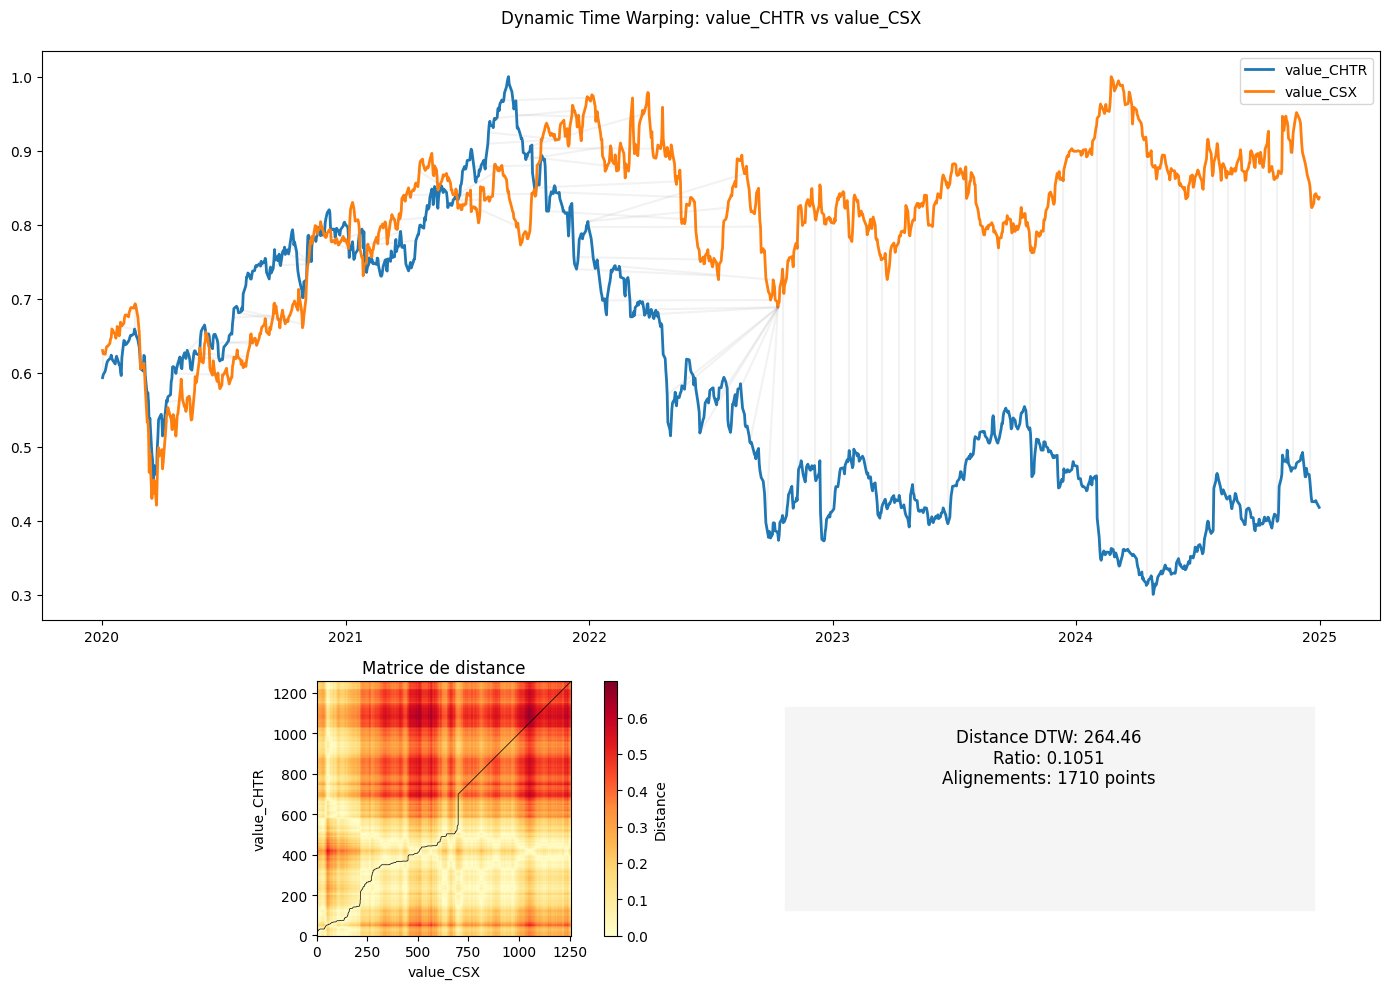 Dynamic Time Warping: value_CHTR vs value_CSX
value_CHTR
value_CSX
1.0
0.9
0.8
0.7
0.6
0.5
0.4
0.3
2020 2021 2022 2023 2024 2025
Matrice de distance
1200
1000
800
600
400
200
0
value_CHTR
0 250 500 750 1000 1250
value_CSX
0.6
0.5
0.4
0.3
0.2
0.1
0.0
Distance
Distance DTW: 264.46
Ratio: 0.1051
Alignements: 1710 points